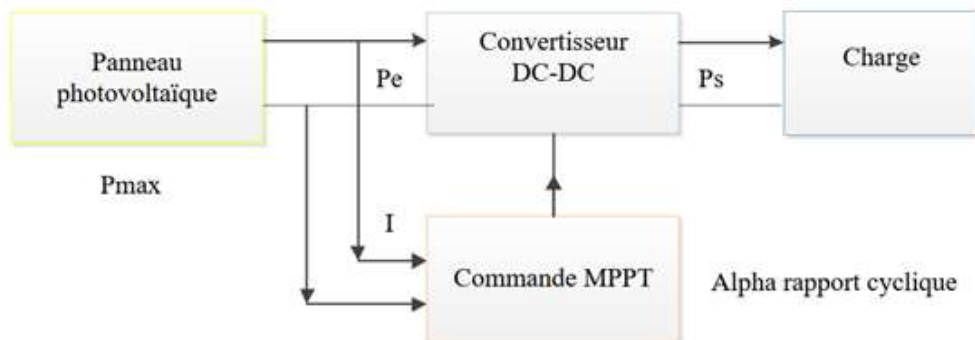 Panneau
photovoltaïque
Convertisseur
DC-DC
Charge
Pe
Ps
Pmax
I
Commande MPPT
Alpha rapport cyclique